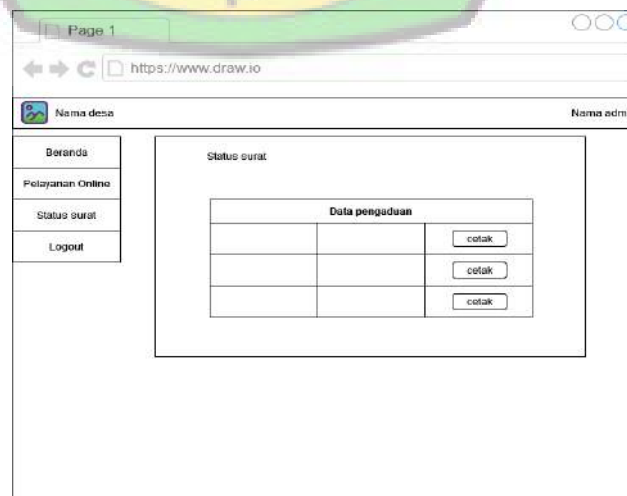 Page 1
https://www.draw.io
Nama desa
Nama adm
Beranda
Pelayanan Online
Status surat
Logout
Status surat
Data pengaduan
cetak
cetak
cetak